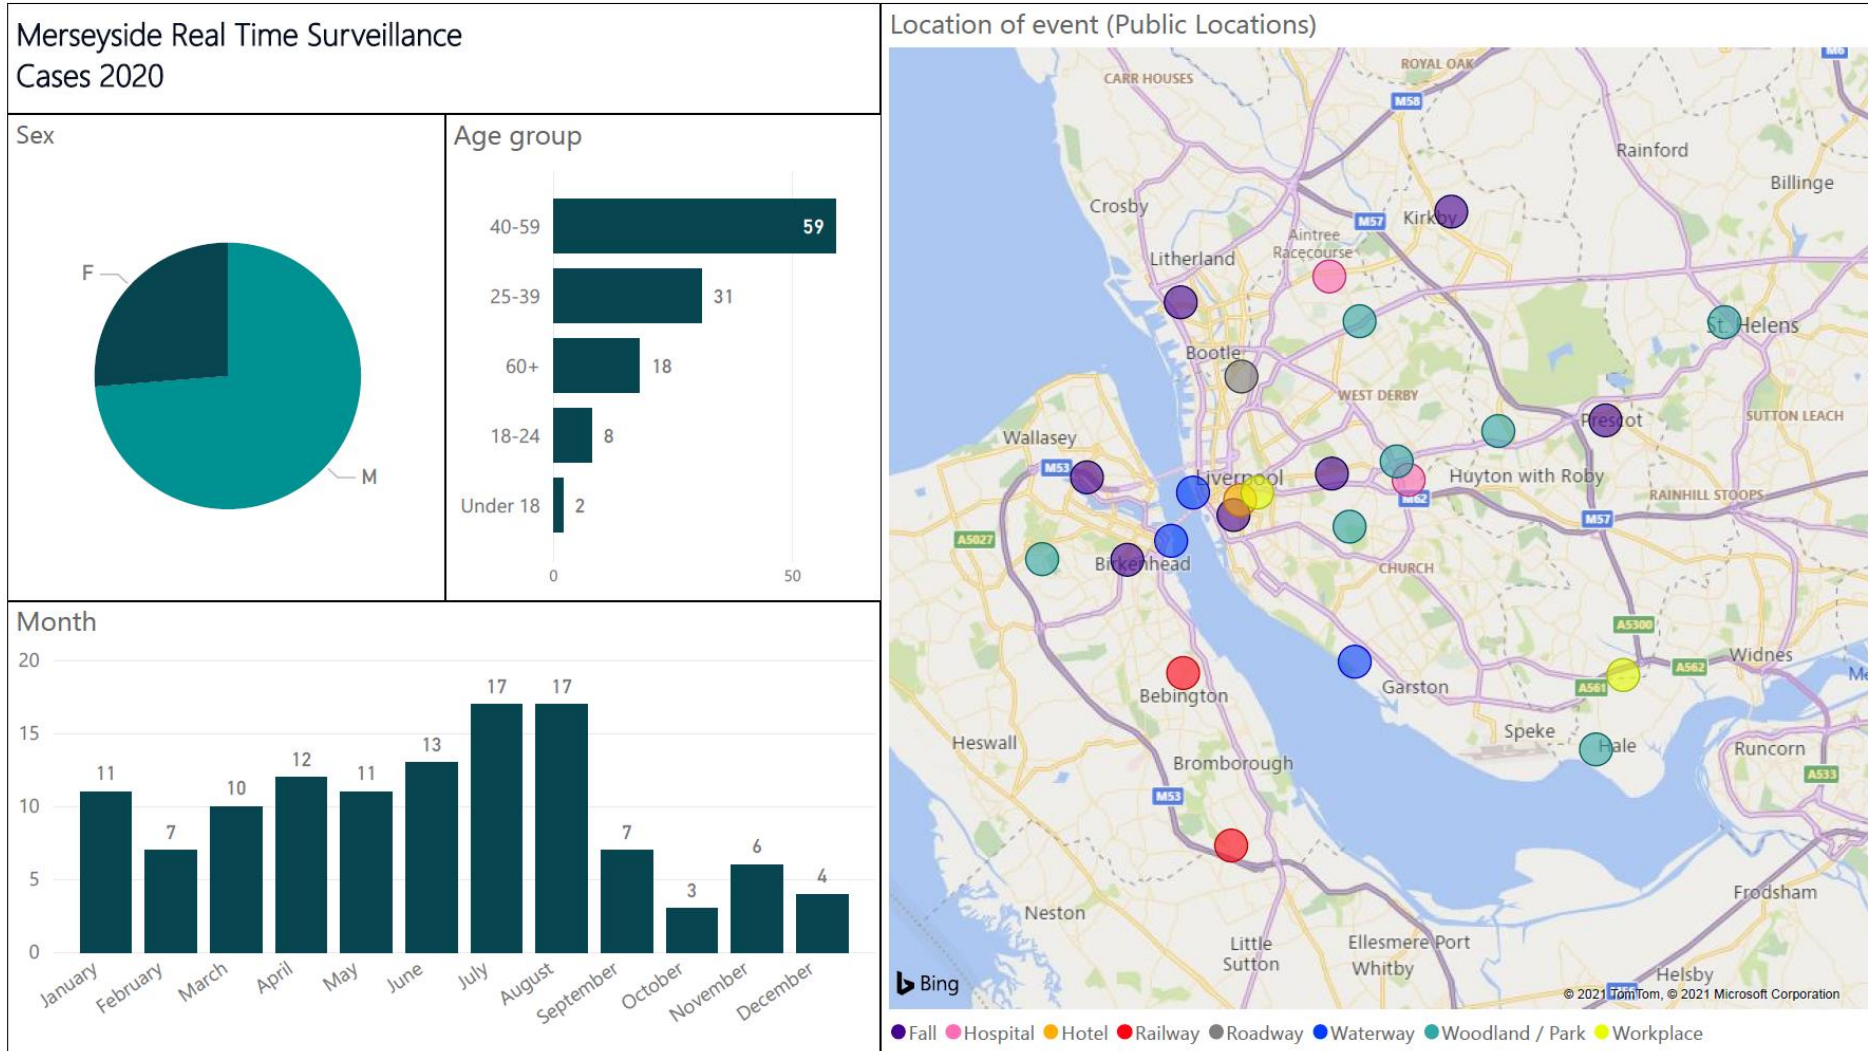 Merseyside Real Time Surveillance
Cases 2020
Sex
F
M
Age group
40-59
59
25-39
31
60+
18
18-24
8
Under 18
2
0
50
Month
20
15
10
5
0
11
7
10
12
11
13
17
17
7
3
6
4
January
February
March
April
May
June
July
August
September
October
November
December
Location of event (Public Locations)
M6
CARR HOUSES
ROYAL OAK
M58
Rainford
Billinge
Crosby
M57
Kirkby
Aintree
Racecourse
Litherland
St. Helens
Bootle
WEST DERBY
Prescot
SUTTON LEACH
Wallasey
M53
Liverpool
Huyton with Roby
M62
RAINHILL STOOPS
M57
A5027
Birkenhead
CHURCH
A5300
Widnes
A562
Me
Bebington
Garston
A561
Heswall
Speke
Hale
Runcorn
Bromborough
A533
M53
Frodsham
Neston
Little
Sutton
Ellesmere Port
Whitby
Helsby
Bing
© 2021 TomTom, © 2021 Microsoft Corporation
Fall Hospital Hotel Railway Roadway Waterway Woodland / Park Workplace